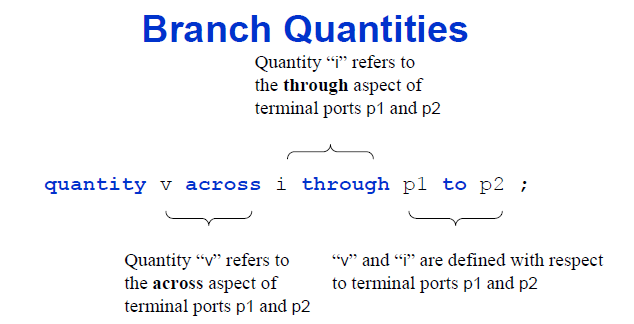 Branch Quantities
Quantity “i” refers to
the through aspect of
terminal ports p1 and p2
quantity v across i through p1 to p2 ;
Quantity “v” refers to
the across aspect of
terminal ports p1 and p2
“v” and “i” are defined with respect
to terminal ports p1 and p2